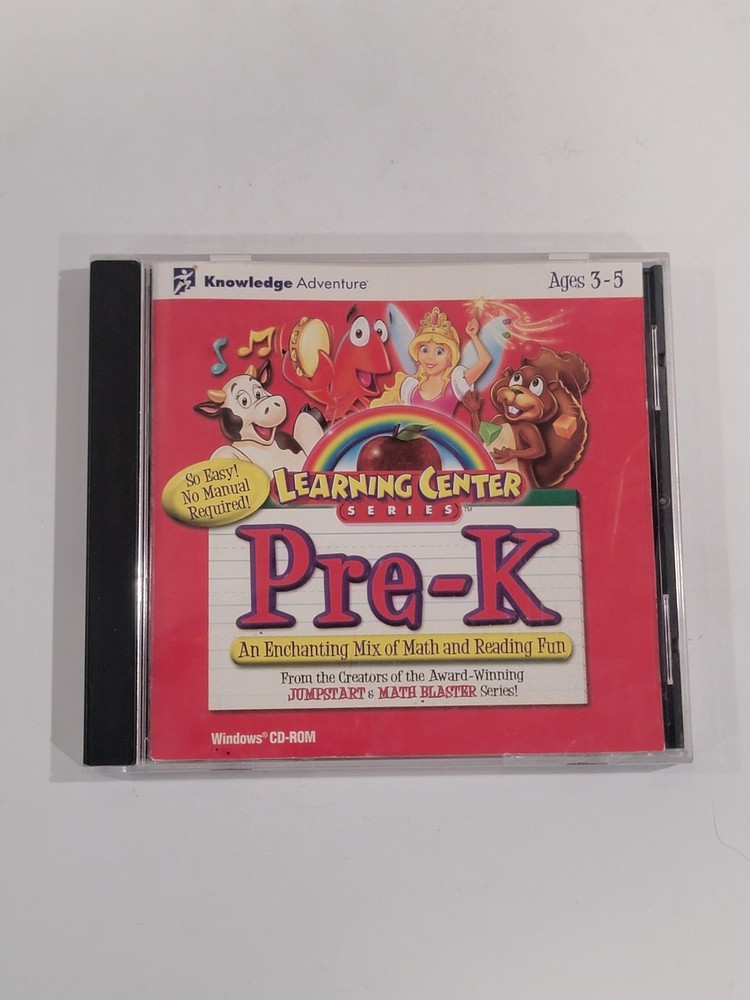 Knowledge Adventure®
Ages 3-5
So Easy!
No Manual
Required!
LEARNING CENTER
SERIES™
Pre-K
An Enchanting Mix of Math and Reading Fun
From the Creators of the Award-Winning
JUMPSTART & MATH BLASTER Series!
Windows® CD-ROM